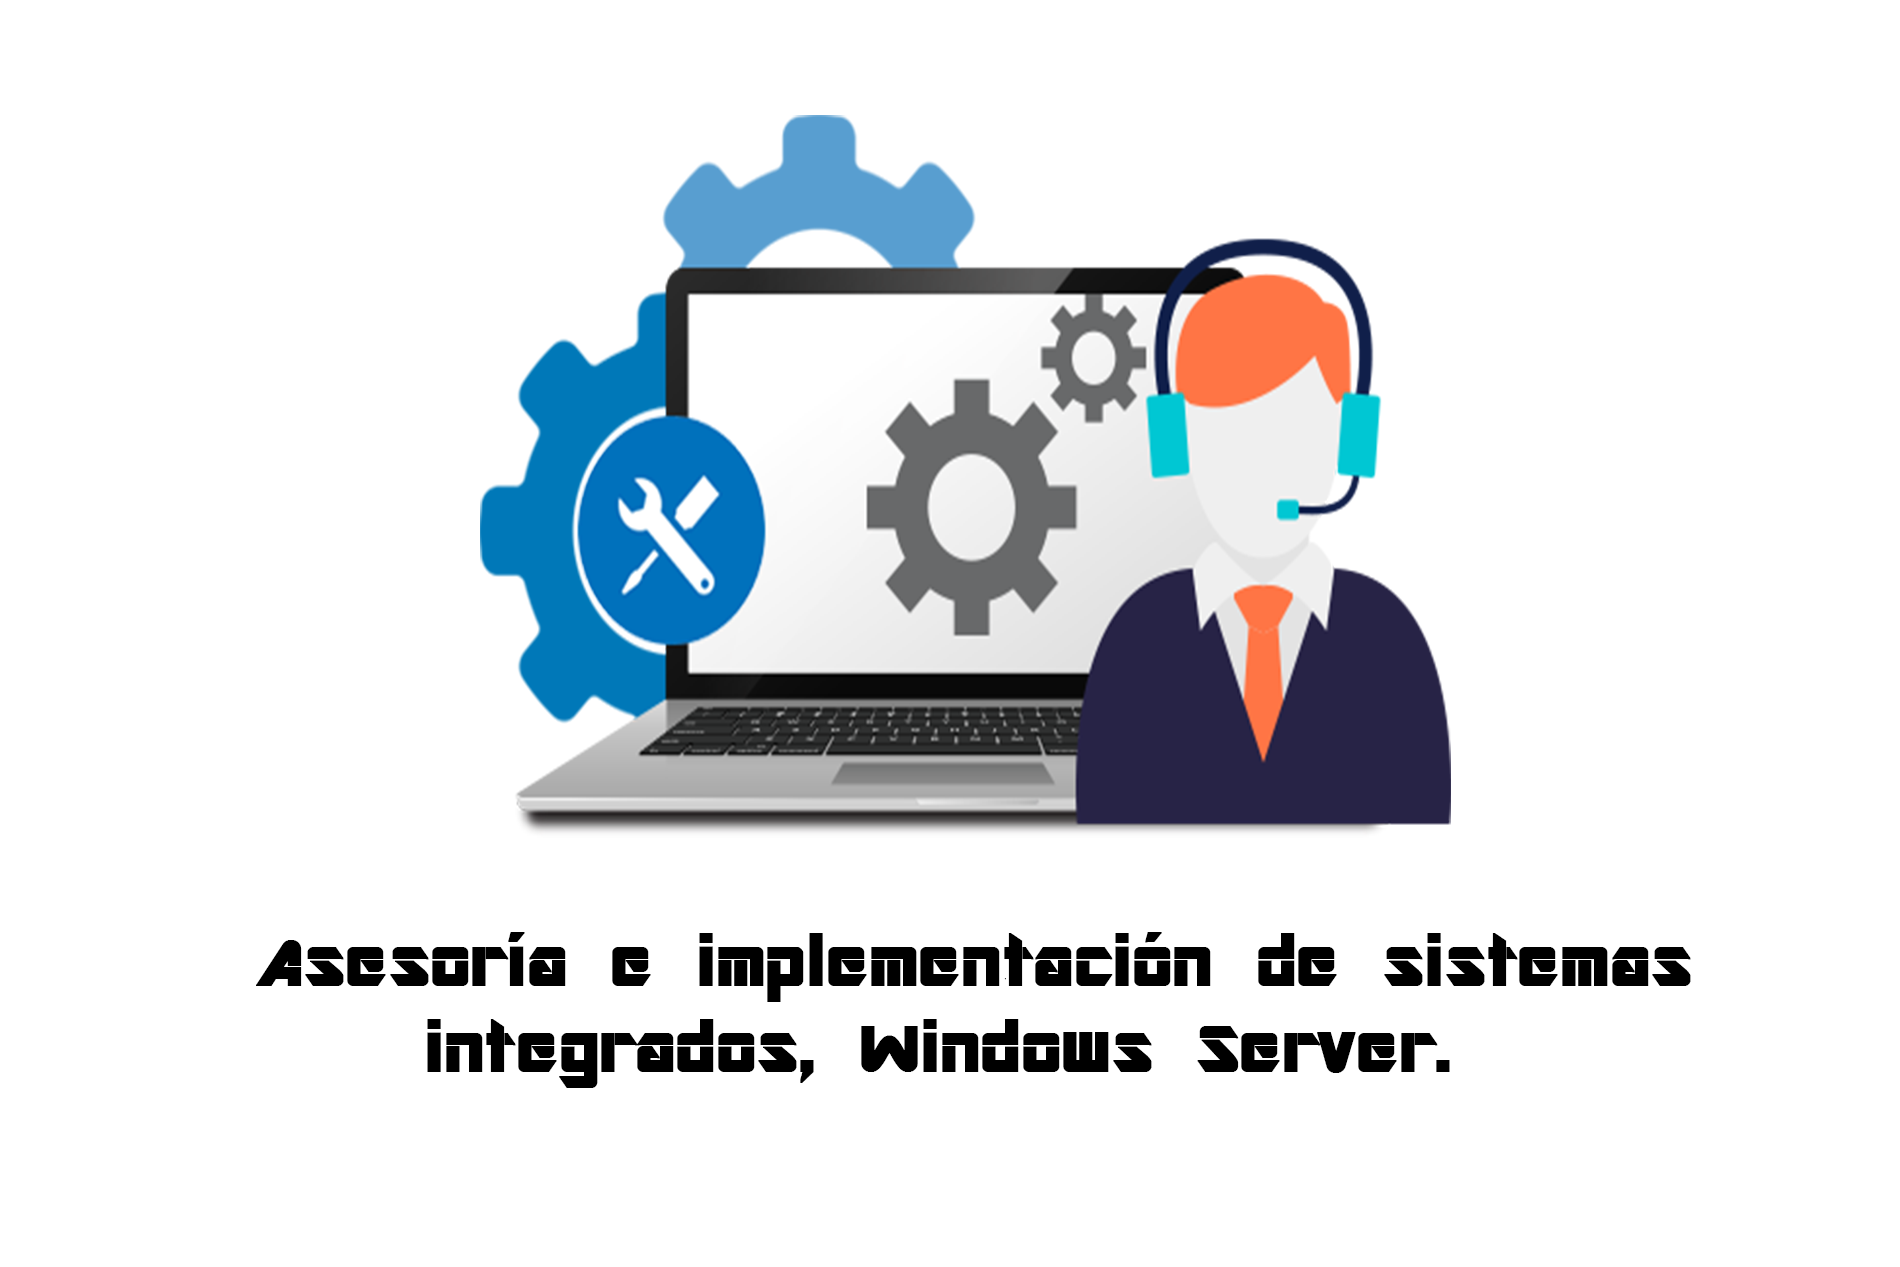 Asesoría e implementación de sistemas
integrados, Windows Server.